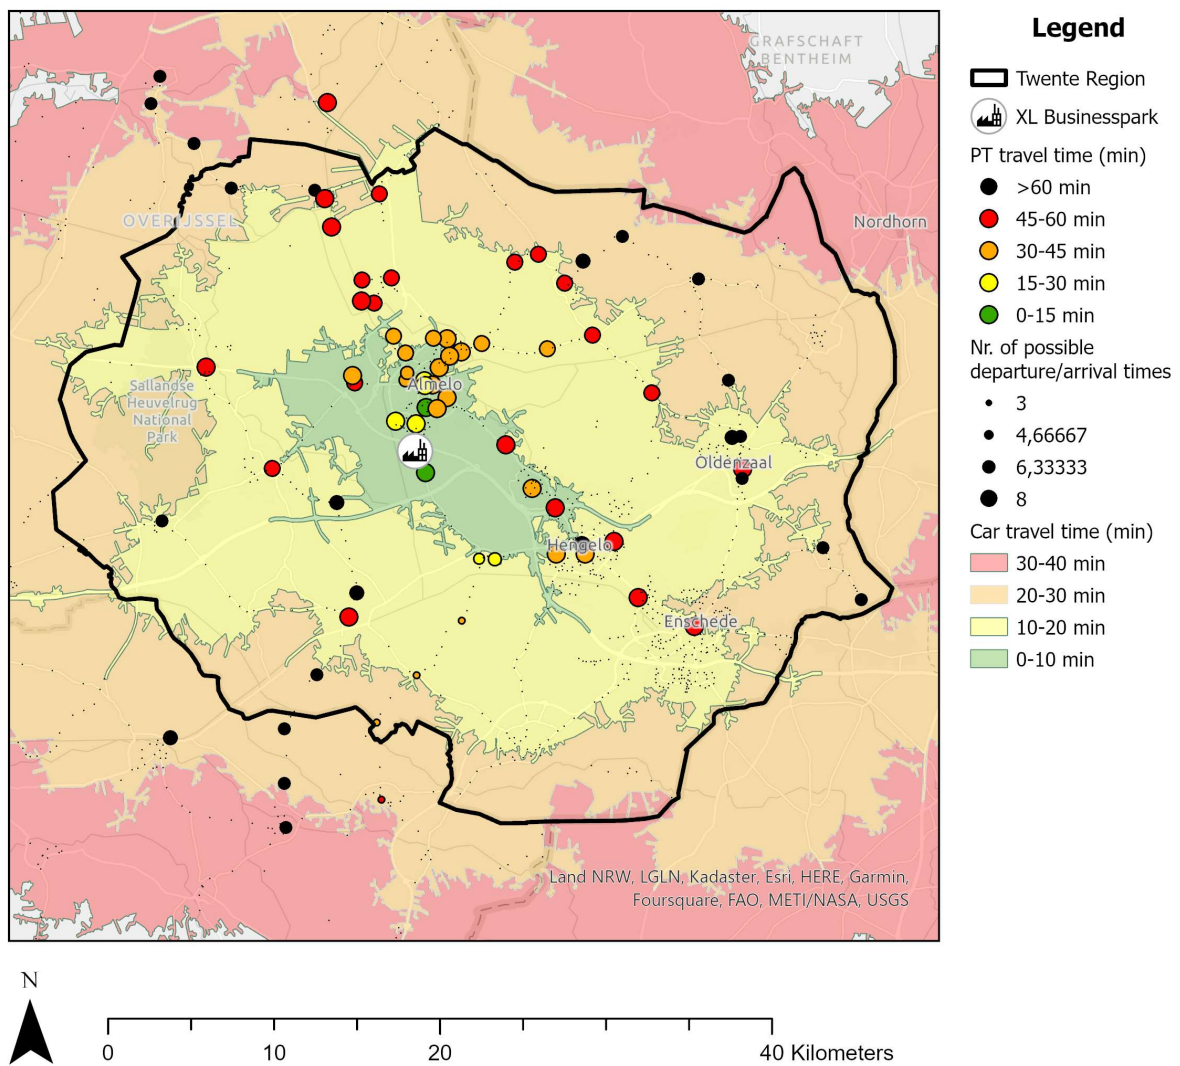 GRAFSCHAFT
BENTHEIM
OVERIJSSEL
Nordhorn
Sallandse
Heuvelrug
National
Park
Almelo
Oldenzaal
Hengelo
Enschede
Land NRW, LGLN, Kadaster, Esri, HERE, Garmin,
Foursquare, FAO, METI/NASA, USGS
Legend
Twente Region
XL Businesspark
PT travel time (min)
>60 min
45-60 min
30-45 min
15-30 min
0-15 min
Nr. of possible
departure/arrival times
3
4,66667
6,33333
8
Car travel time (min)
30-40 min
20-30 min
10-20 min
0-10 min
N
0 10 20 40 Kilometers